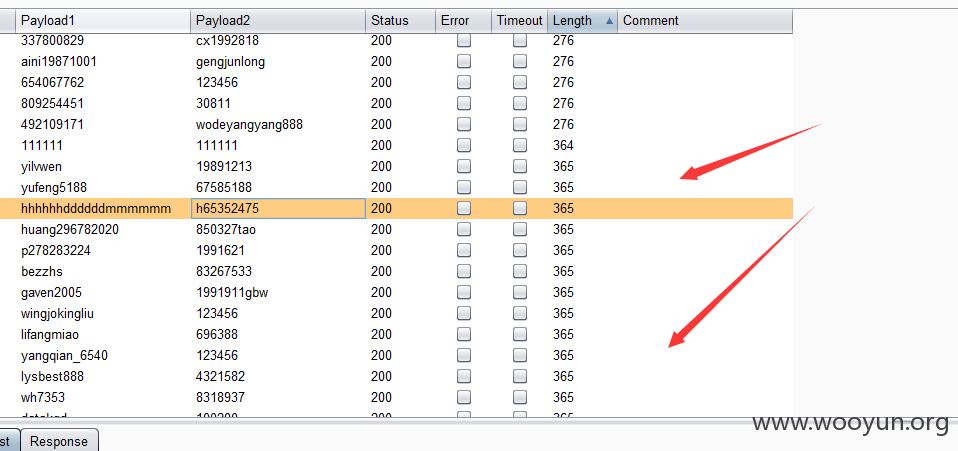 Payload1 Payload2 Status Error Timeout Length Comment
337800829 cx1992818 200 276
aini19871001 gengjunlong 200 276
654067762 123456 200 276
809254451 30811 200 276
492109171 wodeyangyang888 200 276
111111 111111 200 364
yilvwen 19891213 200 365
yufeng5188 67585188 200 365
hhhhhhddddddmmmmmm h65352475 200 365
huang296782020 850327tao 200 365
p278283224 1991621 200 365
bezzhs 83267533 200 365
gaven2005 1991911gbw 200 365
wingjokingliu 123456 200 365
lifangmiao 696388 200 365
yangqian_6540 123456 200 365
lysbest888 4321582 200 365
wh7353 8318937 200 365
200 365
www.wooyun.org
st Response